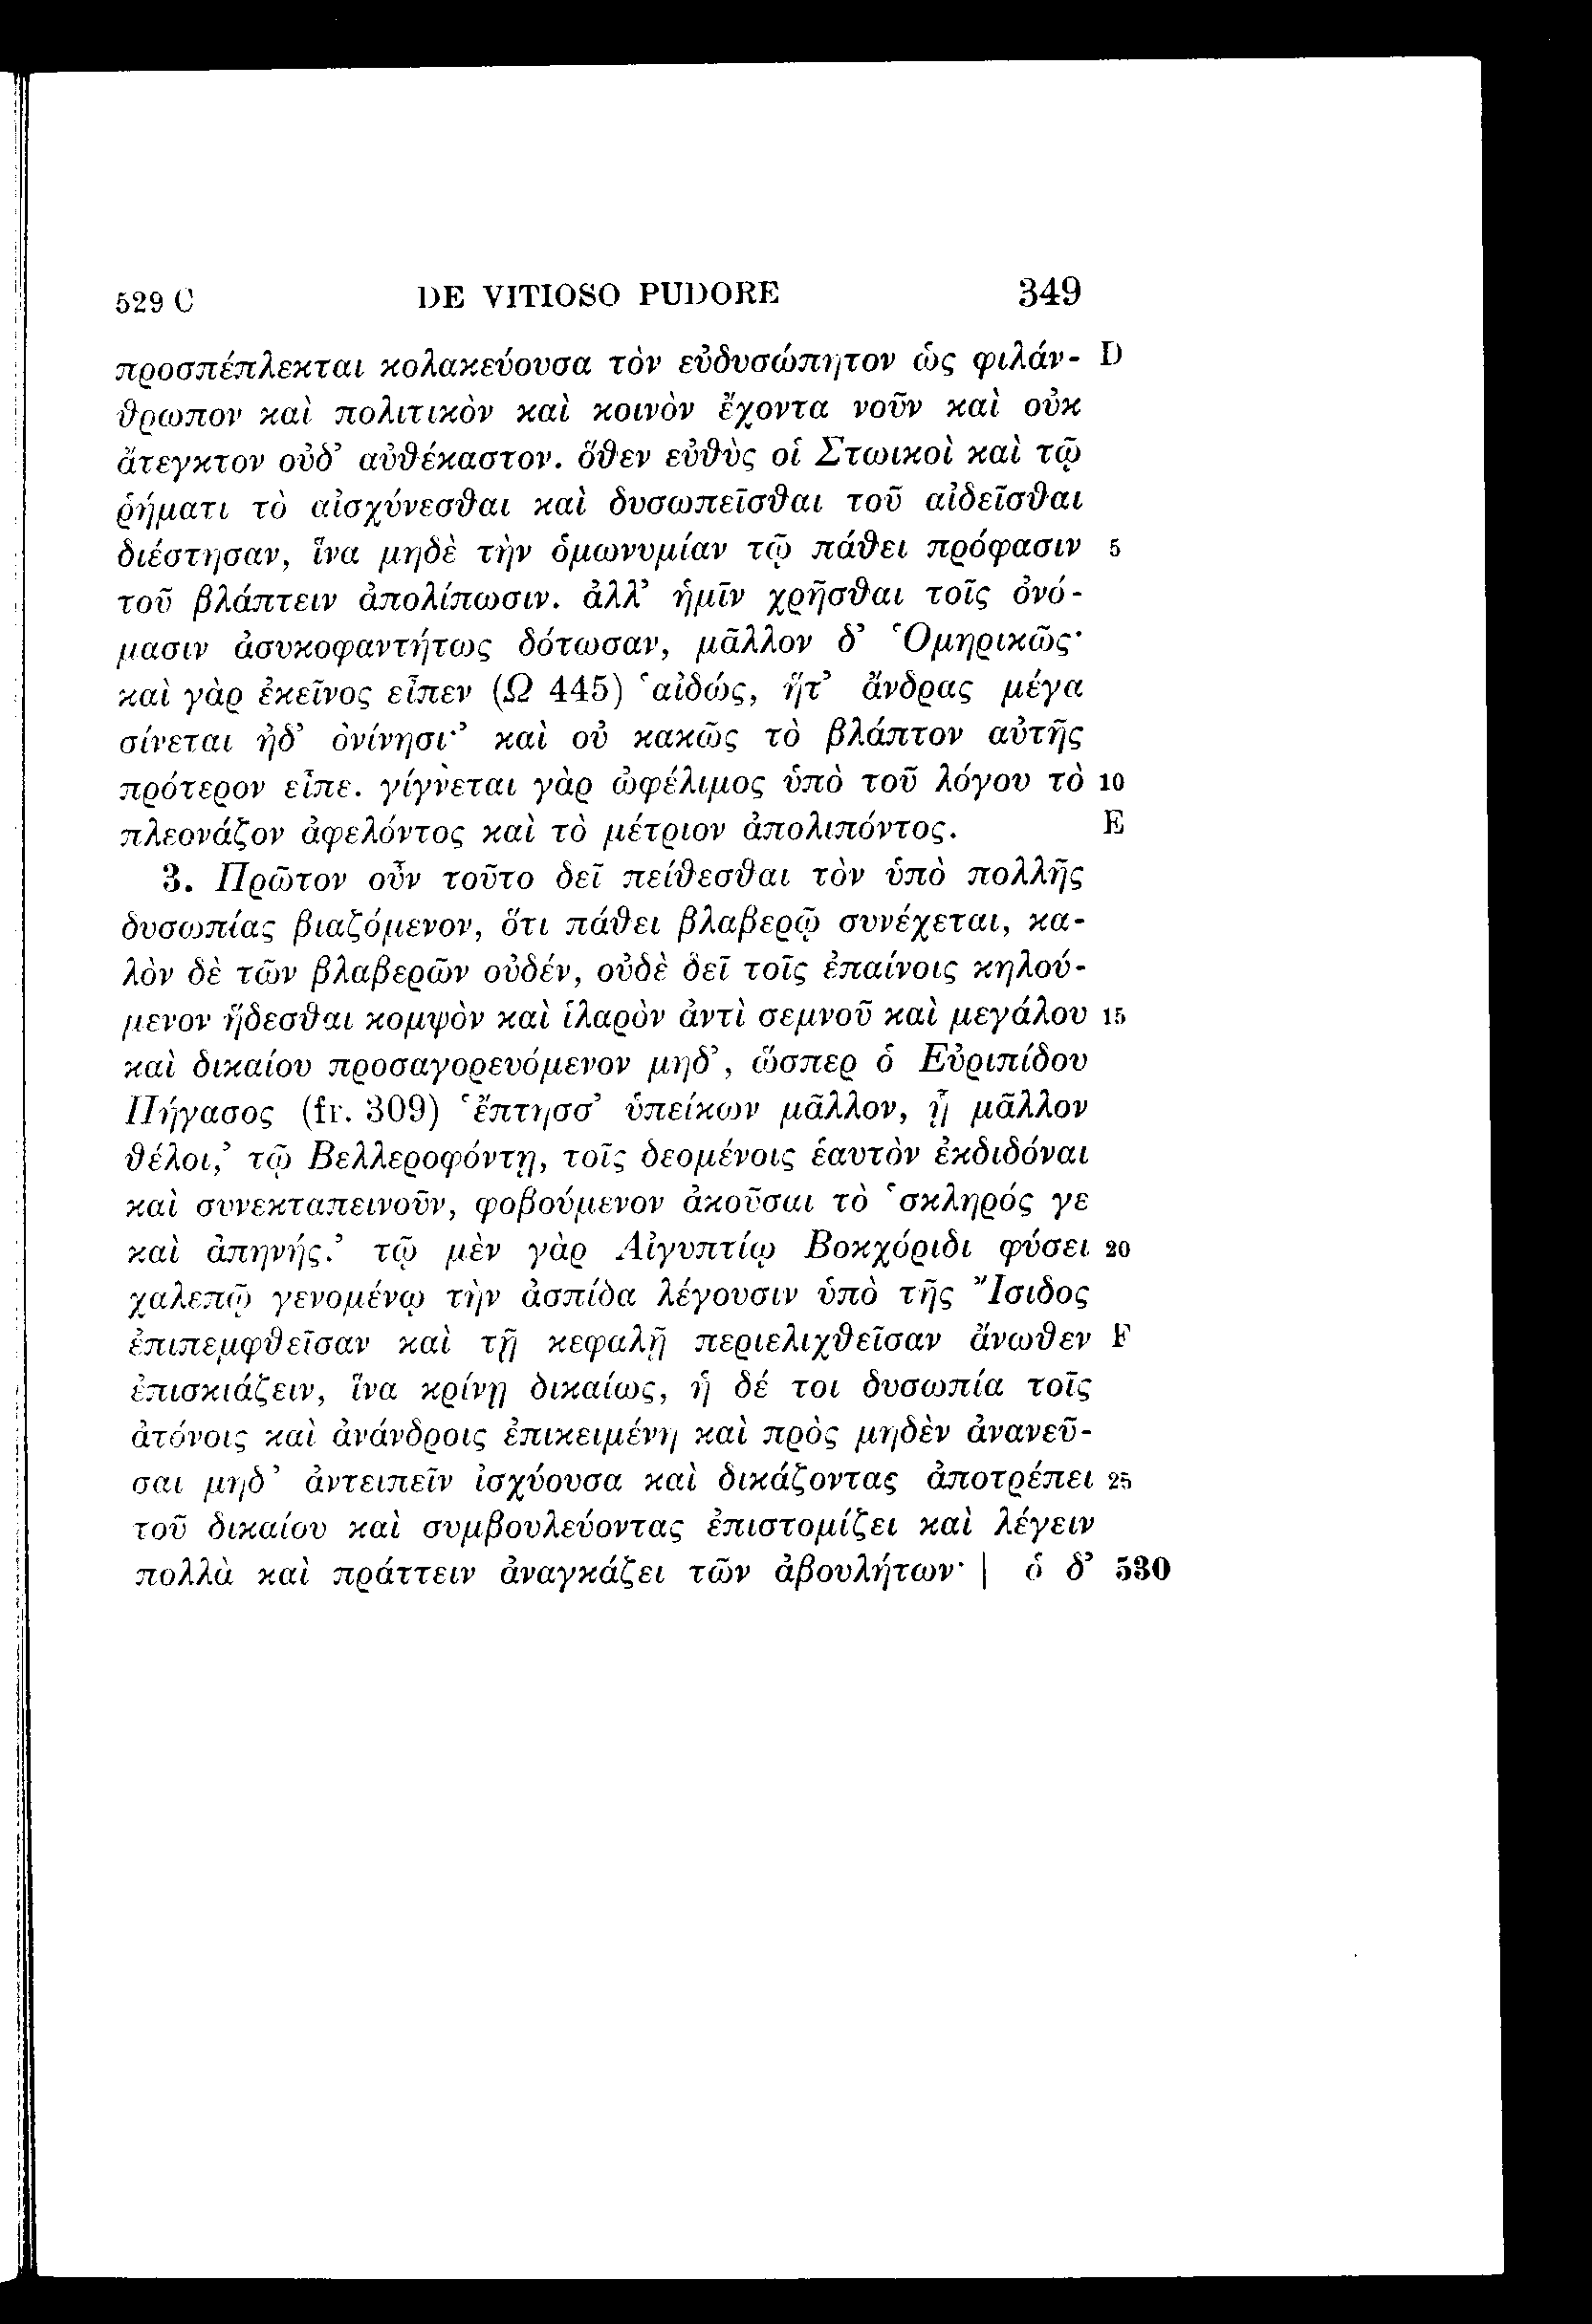 529 C DE VITIOSO PUDORE 349
προσπέπλεκται κολακεύουσα τὸν εὐδυσώπητον ὡς φιλάν- D
θρωπον καὶ πολιτικὸν καὶ κοινὸν ἔχοντα νοῦν καὶ οὐκ
ἄτεγκτον οὐδ’ αὐθέκαστον. ὅθεν εὐθὺς οἱ Στωικοὶ καὶ τῷ
ῥήματι τὸ αἰσχύνεσθαι καὶ δυσωπεῖσθαι τοῦ αἰδεῖσθαι
διέστησαν, ἵνα μηδὲ τὴν ὁμωνυμίαν τῷ πάθει πρόφασιν 5
τοῦ βλάπτειν ἀπολίπωσιν. ἀλλ’ ἡμῖν χρῆσθαι τοῖς ὀνό-
μασιν ἀσυκοφαντήτως δότωσαν, μᾶλλον δ’ Ὁμηρικῶς·
καὶ γὰρ ἐκεῖνος εἶπεν (Ω 445) ‘αἰδώς, ἥτ’ ἄνδρας μέγα
σίνεται ἠδ’ ὀνίνησι·’ καὶ οὐ κακῶς τὸ βλάπτον αὐτῆς
πρότερον εἶπε. γίγνεται γὰρ ὠφέλιμος ὑπὸ τοῦ λόγου τὸ 10
πλεονάζον ἀφελόντος καὶ τὸ μέτριον ἀπολιπόντος. E
3. Πρῶτον οὖν τοῦτο δεῖ πείθεσθαι τὸν ὑπὸ πολλῆς
δυσωπίας βιαζόμενον, ὅτι πάθει βλαβερῷ συνέχεται, κα-
λὸν δὲ τῶν βλαβερῶν οὐδέν, οὐδὲ δεῖ τοῖς ἐπαίνοις κηλού-
μενον ἥδεσθαι κομψὸν καὶ ἱλαρὸν ἀντὶ σεμνοῦ καὶ μεγάλου 15
καὶ δικαίου προσαγορευόμενον μηδ’, ὥσπερ ὁ Εὐριπίδου
Πήγασος (fr. 309) ‘ἔπτησσ’ ὑπείκων μᾶλλον, ᾗ μᾶλλον
θέλοι,’ τῷ Βελλεροφόντῃ, τοῖς δεομένοις ἑαυτὸν ἐκδιδόναι
καὶ συνεκταπεινοῦν, φοβούμενον ἀκοῦσαι τὸ ‘σκληρός γε
καὶ ἀπηνής.’ τῷ μὲν γὰρ Αἰγυπτίῳ Βοκχόριδι φύσει 20
χαλεπῷ γενομένῳ τὴν ἀσπίδα λέγουσιν ὑπὸ τῆς Ἴσιδος
ἐπιπεμφθεῖσαν καὶ τῇ κεφαλῇ περιελιχθεῖσαν ἄνωθεν F
ἐπισκιάζειν, ἵνα κρίνῃ δικαίως, ἡ δέ τοι δυσωπία τοῖς
ἀτόνοις καὶ ἀνάνδροις ἐπικειμένη καὶ πρὸς μηδὲν ἀνανεῦ-
σαι μηδ’ ἀντειπεῖν ἰσχύουσα καὶ δικάζοντας ἀποτρέπει 25
τοῦ δικαίου καὶ συμβουλεύοντας ἐπιστομίζει καὶ λέγειν
πολλὰ καὶ πράττειν ἀναγκάζει τῶν ἀβουλήτων· | ὁ δ’ 530